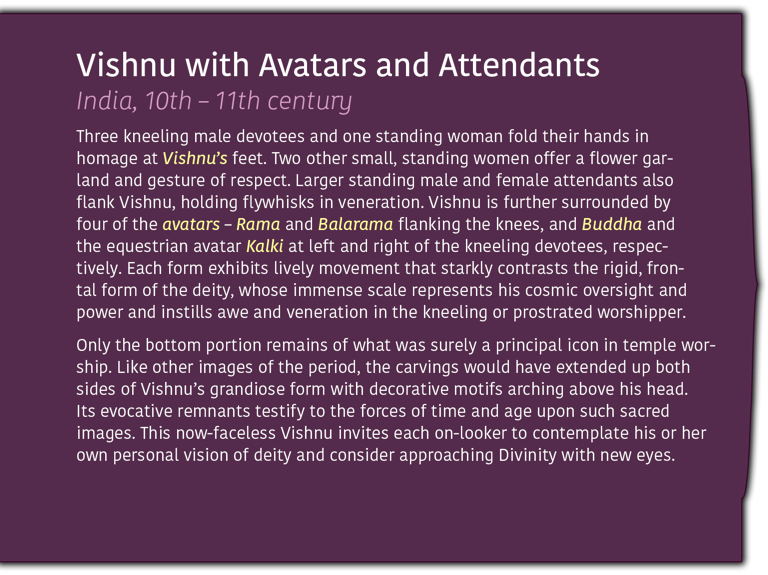 Vishnu with Avatars and Attendants
India, 10th – 11th century
Three kneeling male devotees and one standing woman fold their hands in
homage at Vishnu's feet. Two other small, standing women offer a flower gar-
land and gesture of respect. Larger standing male and female attendants also
flank Vishnu, holding flywhisks in veneration. Vishnu is further surrounded by
four of the avatars – Rama and Balarama flanking the knees, and Buddha and
the equestrian avatar Kalki at left and right of the kneeling devotees, respec-
tively. Each form exhibits lively movement that starkly contrasts the rigid, fron-
tal form of the deity, whose immense scale represents his cosmic oversight and
power and instills awe and veneration in the kneeling or prostrated worshipper.
Only the bottom portion remains of what was surely a principal icon in temple wor-
ship. Like other images of the period, the carvings would have extended up both
sides of Vishnu's grandiose form with decorative motifs arching above his head.
Its evocative remnants testify to the forces of time and age upon such sacred
images. This now-faceless Vishnu invites each on-looker to contemplate his or her
own personal vision of deity and consider approaching Divinity with new eyes.